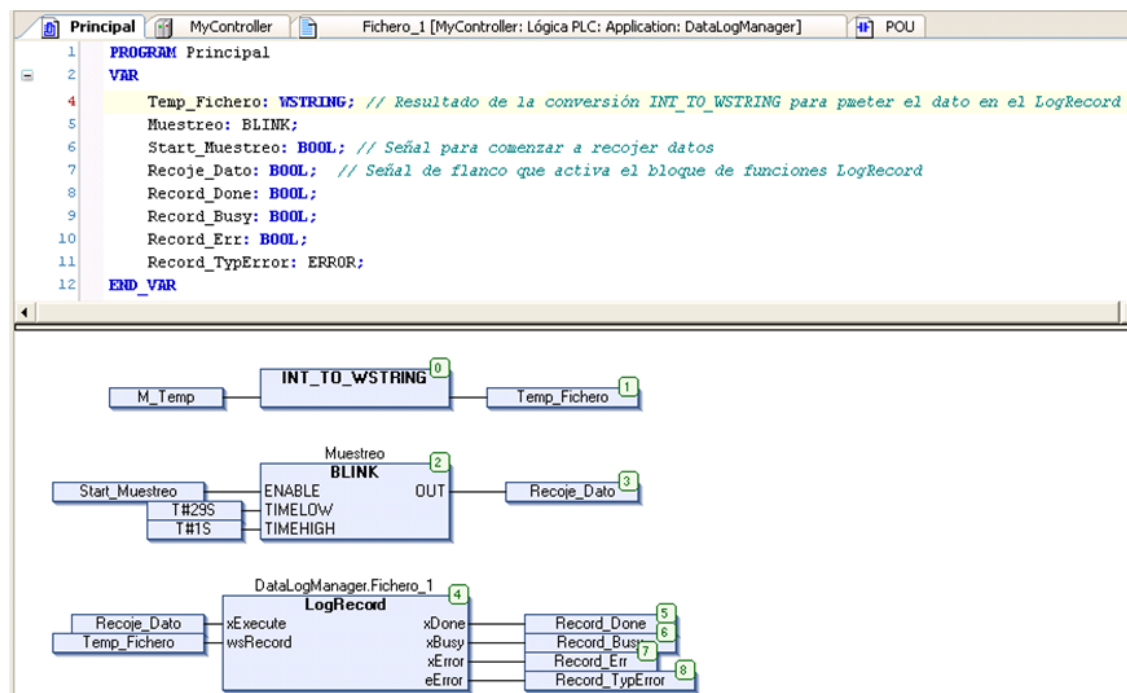 Principal MyController Fichero_1 [MyController: Lógica PLC: Application: DataLogManager] POU
1 PROGRAM Principal
2 VAR
4 Temp_Fichero: WSTRING; // Resultado de la conversión INT_TO_WSTRING para pmeter el dato en el LogRecord
5 Muestreo: BLINK;
6 Start_Muestreo: BOOL; // Señal para comenzar a recojer datos
7 Recoje_Dato: BOOL; // Señal de flanco que activa el bloque de funciones LogRecord
8 Record_Done: BOOL;
9 Record_Busy: BOOL;
10 Record_Err: BOOL;
11 Record_TypError: ERROR;
12 END_VAR
INT_TO_WSTRING 0
M_Temp Temp_Fichero 1
Muestreo
BLINK 2
Start_Muestreo ENABLE OUT Recoje_Dato 3
T#29S TIMELOW
T#1S TIMEHIGH
DataLogManager.Fichero_1
LogRecord 4
Recoje_Dato xExecute xDone Record_Done 5
Temp_Fichero wsRecord xBusy Record_Busy 6
xError Record_Err 7
eError Record_TypError 8